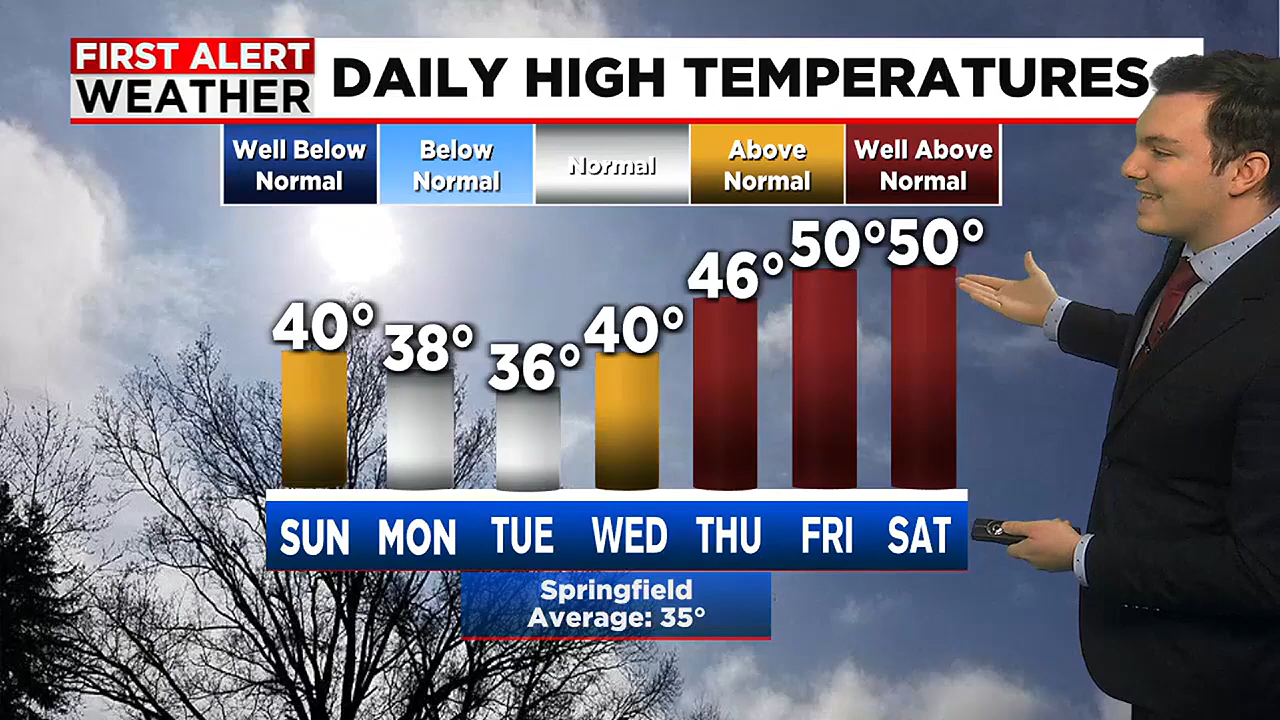 FIRST ALERT
WEATHER
DAILY HIGH TEMPERATURES
Well Below
Normal
Below
Normal
Normal
Above
Normal
Well Above
Normal
40° 38° 36° 40° 46° 50° 50°
SUN MON TUE WED THU FRI SAT
Springfield
Average: 35°